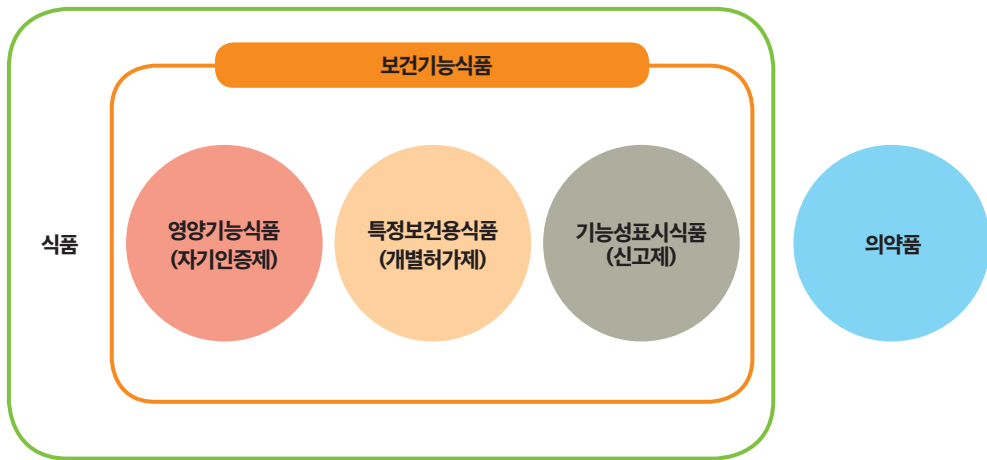 보건기능식품
식품
영양기능식품
(자기인증제)
특정보건용식품
(개별허가제)
기능성표시식품
(신고제)
의약품